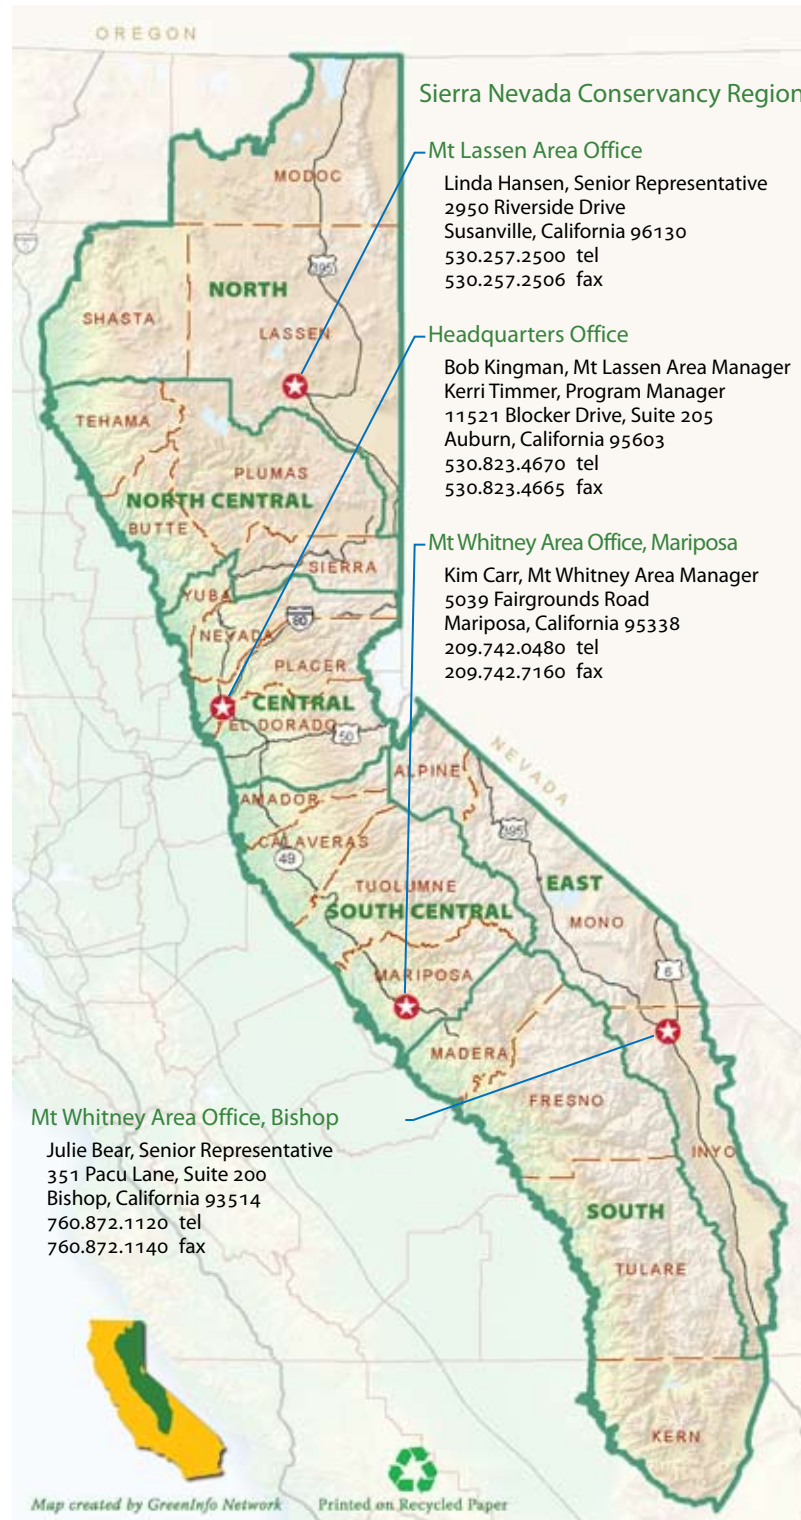 OREGON
Sierra Nevada Conservancy Region
Mt Lassen Area Office
Linda Hansen, Senior Representative
2950 Riverside Drive
Susanville, California 96130
530.257.2500 tel
530.257.2506 fax
MODOC
395
NORTH
SHASTA
LASSEN
Headquarters Office
Bob Kingman, Mt Lassen Area Manager
Kerri Timmer, Program Manager
11521 Blocker Drive, Suite 205
Auburn, California 95603
530.823.4670 tel
530.823.4665 fax
TEHAMA
PLUMAS
NORTH CENTRAL
BUTTE
SIERRA
Mt Whitney Area Office, Mariposa
Kim Carr, Mt Whitney Area Manager
5039 Fairgrounds Road
Mariposa, California 95338
209.742.0480 tel
209.742.7160 fax
YUBA
80
NEVADA
PLACER
CENTRAL
EL DORADO
50
NEVADA
ALPINE
AMADOR
395
CALAVERAS
49
TUOLUMNE
EAST
SOUTH CENTRAL
MONO
6
MARIPOSA
MADERA
FRESNO
Mt Whitney Area Office, Bishop
Julie Bear, Senior Representative
351 Pacu Lane, Suite 200
Bishop, California 93514
760.872.1120 tel
760.872.1140 fax
INYO
SOUTH
TULARE
KERN
Map created by GreenInfo Network
Printed on Recycled Paper